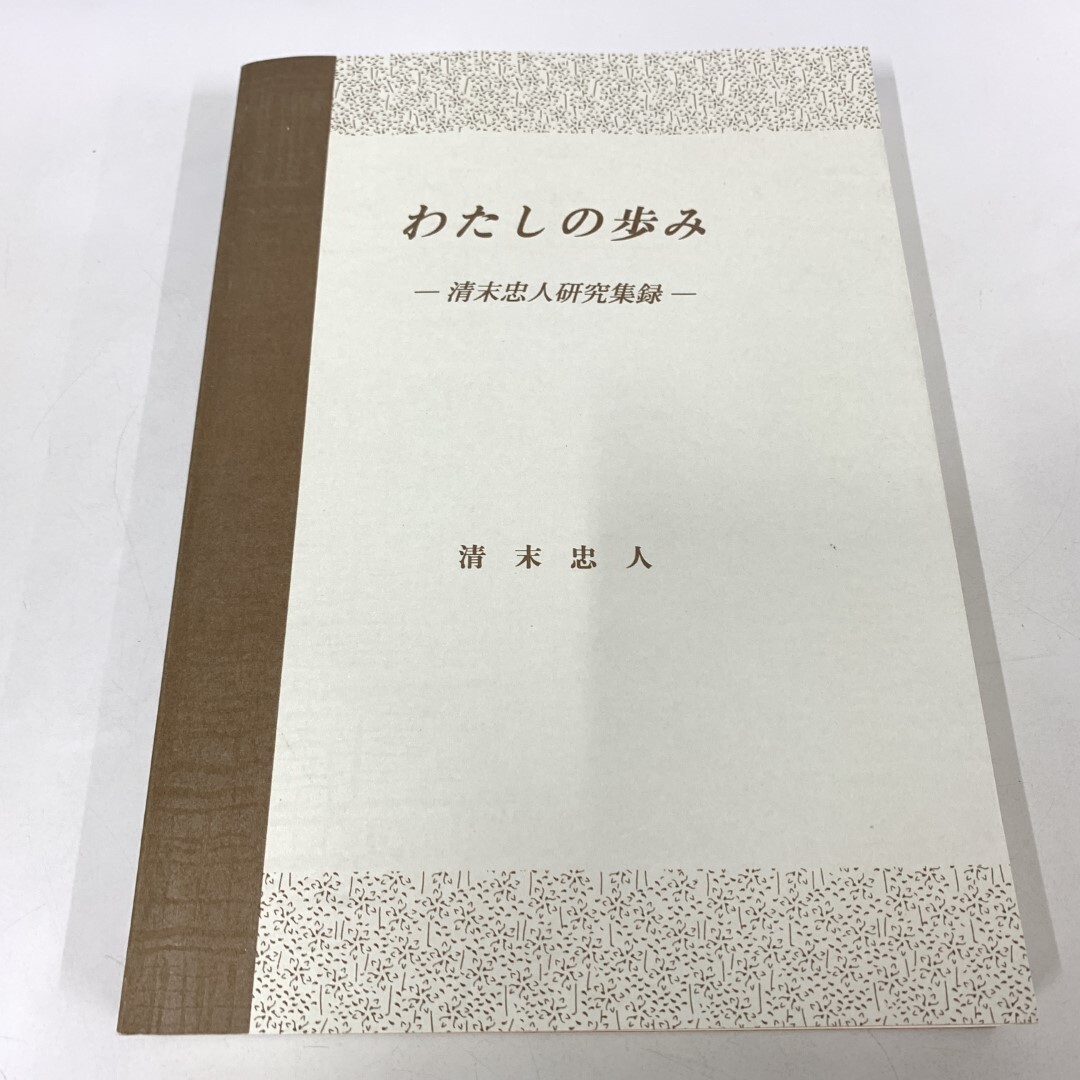 わたしの歩み
― 清末忠人研究集録 ―
清末忠人